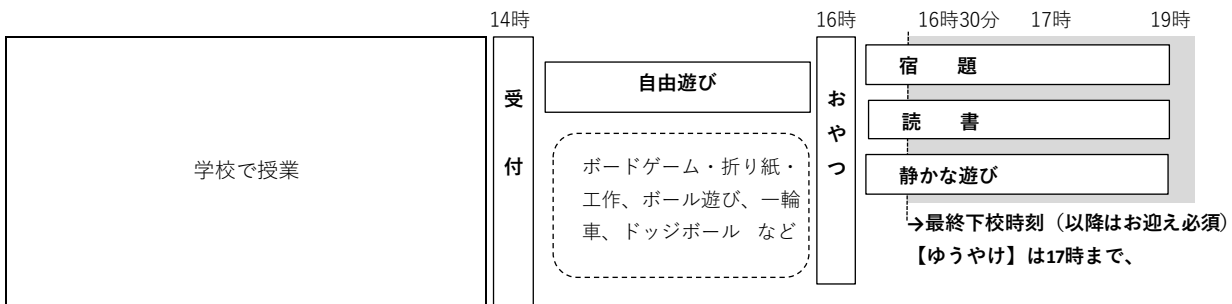 14時 16時 16時30分 17時 19時
学校で授業
受付
自由遊び
ボードゲーム・折り紙・
工作、ボール遊び、一輪
車、ドッジボール など
おやつ
宿 題
読 書
静かな遊び
→最終下校時刻（以降はお迎え必須）
【ゆうやけ】は17時まで、